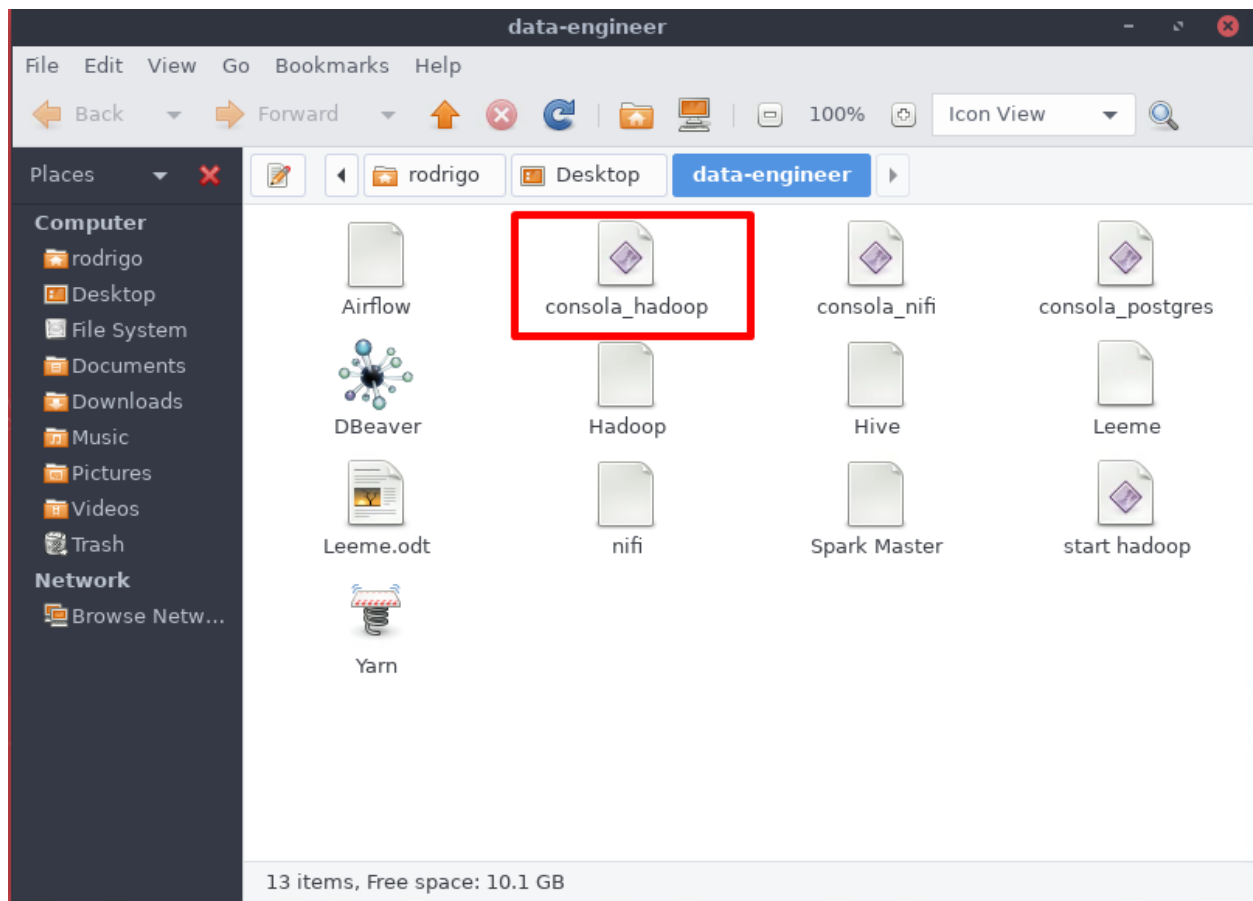 data-engineer
File Edit View Go Bookmarks Help
Back Forward 100% Icon View
Places rodrigo Desktop data-engineer
Computer
rodrigo
Desktop
File System
Documents
Downloads
Music
Pictures
Videos
Trash
Network
Browse Netw...
Airflow consola_hadoop consola_nifi consola_postgres
DBeaver Hadoop Hive Leeme
Leeme.odt nifi Spark Master start hadoop
Yarn
13 items, Free space: 10.1 GB